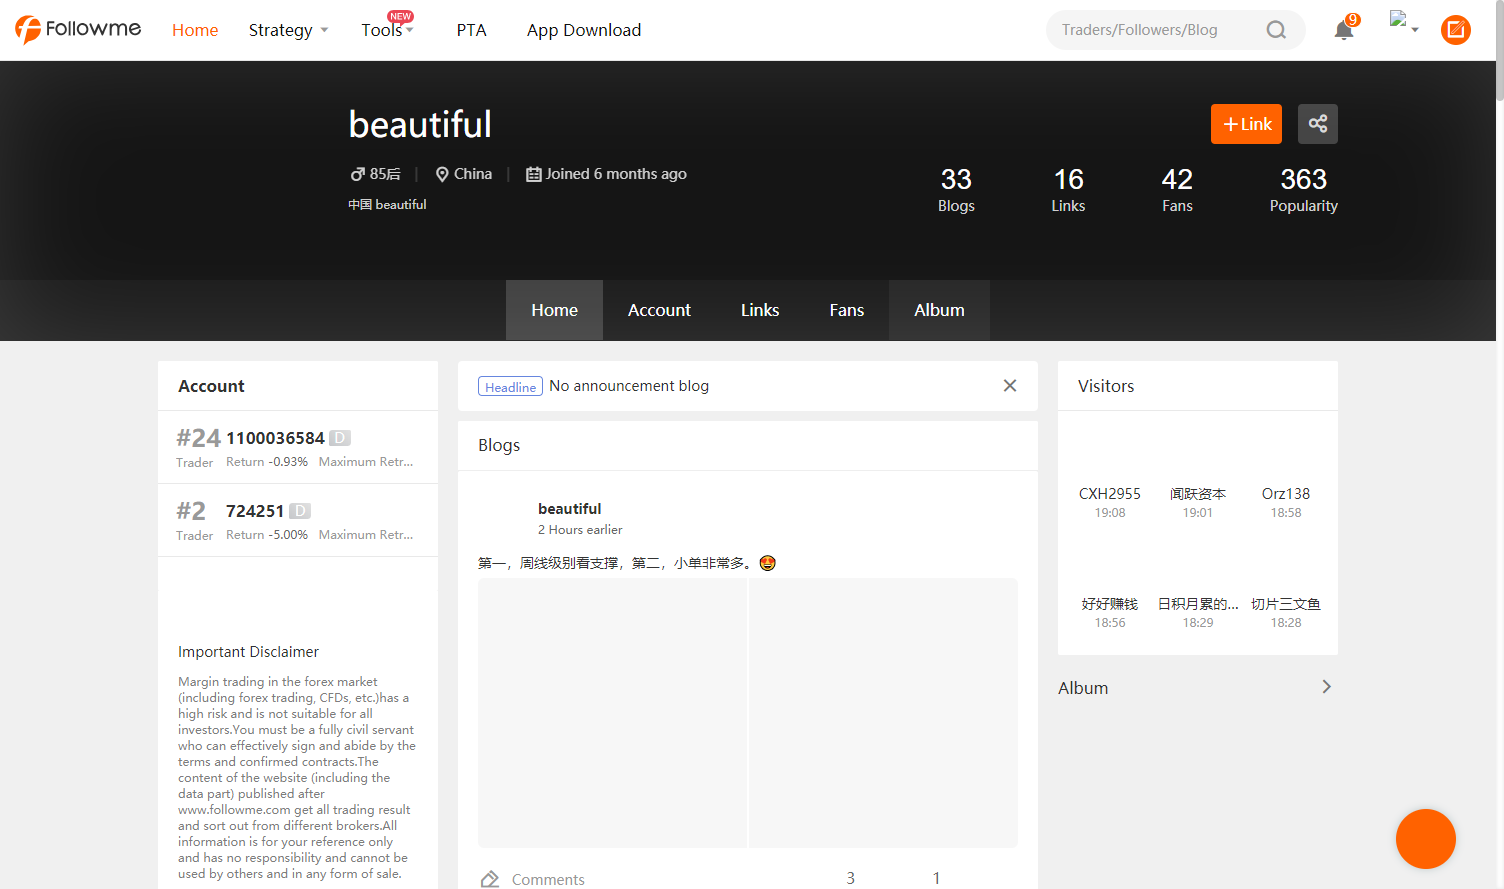 Followme Home Strategy Tools NEW PTA App Download Traders/Followers/Blog 9
beautiful
+Link
85后 China Joined 6 months ago
中国 beautiful
33 16 42 363
Blogs Links Fans Popularity
Home Account Links Fans Album
Account
#24 1100036584 D
Trader Return -0.93% Maximum Retr...
#2 724251 D
Trader Return -5.00% Maximum Retr...
Important Disclaimer
Margin trading in the forex market
(including forex trading, CFDs, etc.)has a
high risk and is not suitable for all
investors.You must be a fully civil servant
who can effectively sign and abide by the
terms and confirmed contracts.The
content of the website (including the
data part) published after
www.followme.com get all trading result
and sort out from different brokers.All
information is for your reference only
and has no responsibility and cannot be
used by others and in any form of sale.
Headline No announcement blog
Blogs
beautiful
2 Hours earlier
第一，周线级别看支撑，第二，小单非常多。😍
Comments 3 1
Visitors
CXH2955 闻跃资本 Orz138
19:08 19:01 18:58
好好赚钱 日积月累的... 切片三文鱼
18:56 18:29 18:28
Album